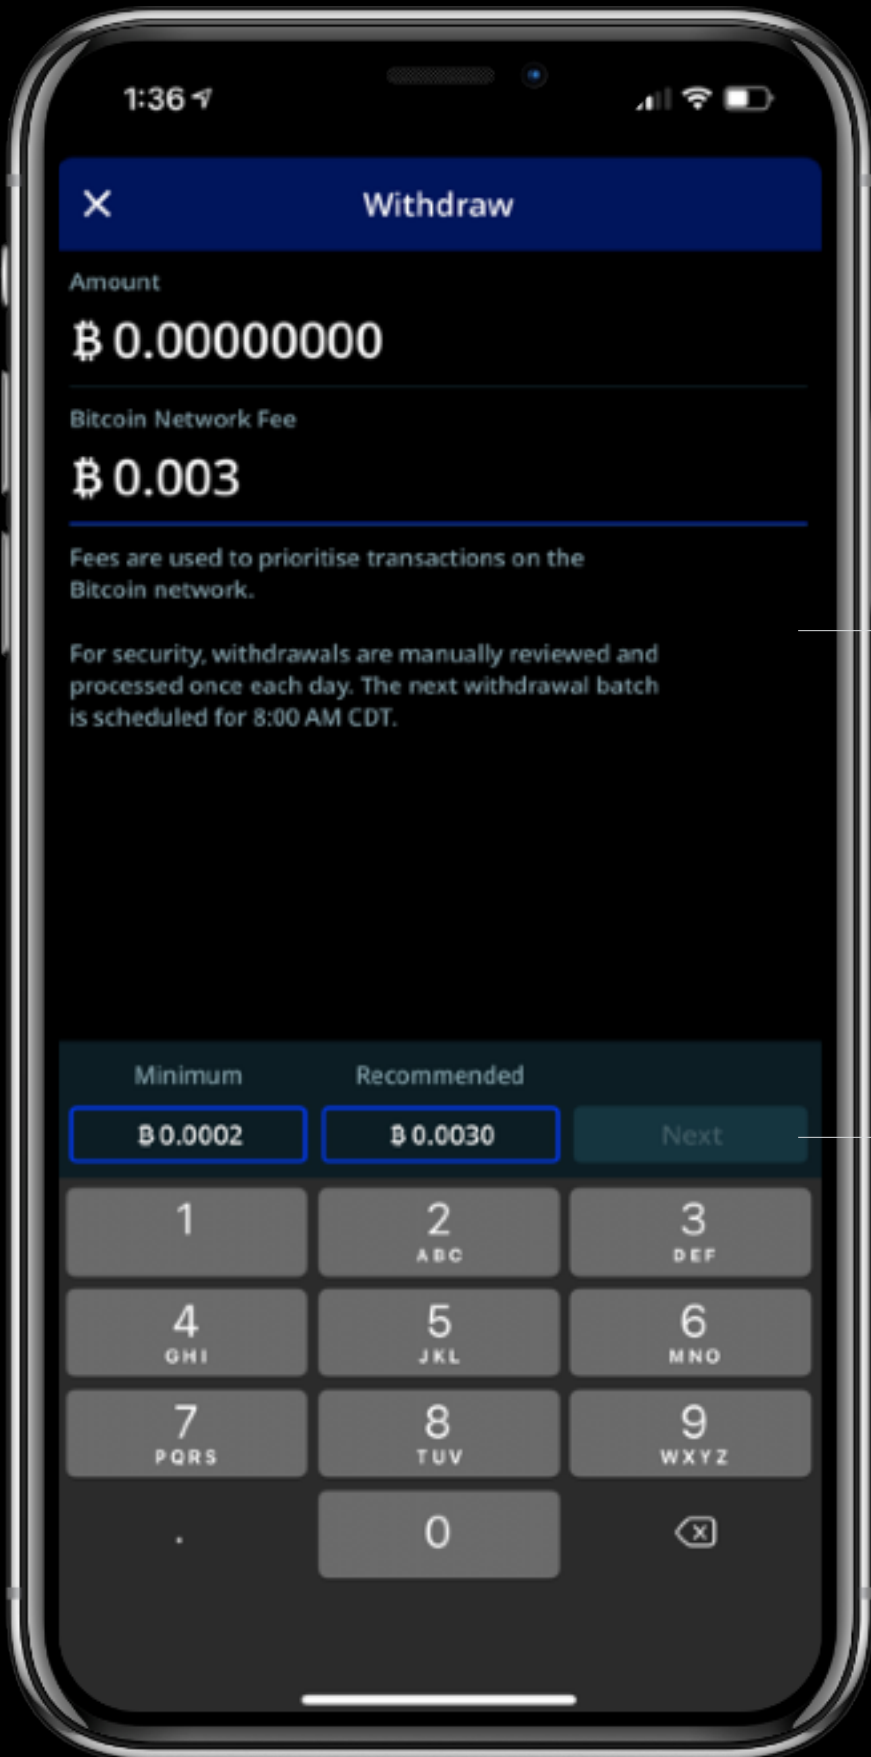 1:36
Withdraw
Amount
₿ 0.00000000
Bitcoin Network Fee
₿ 0.003
Fees are used to prioritise transactions on the
Bitcoin network.
For security, withdrawals are manually reviewed and
processed once each day. The next withdrawal batch
is scheduled for 8:00 AM CDT.
Minimum Recommended
₿ 0.0002 ₿ 0.0030 Next
1 2 3
ABC DEF
4 5 6
GHI JKL MNO
7 8 9
PQRS TUV WXYZ
. 0